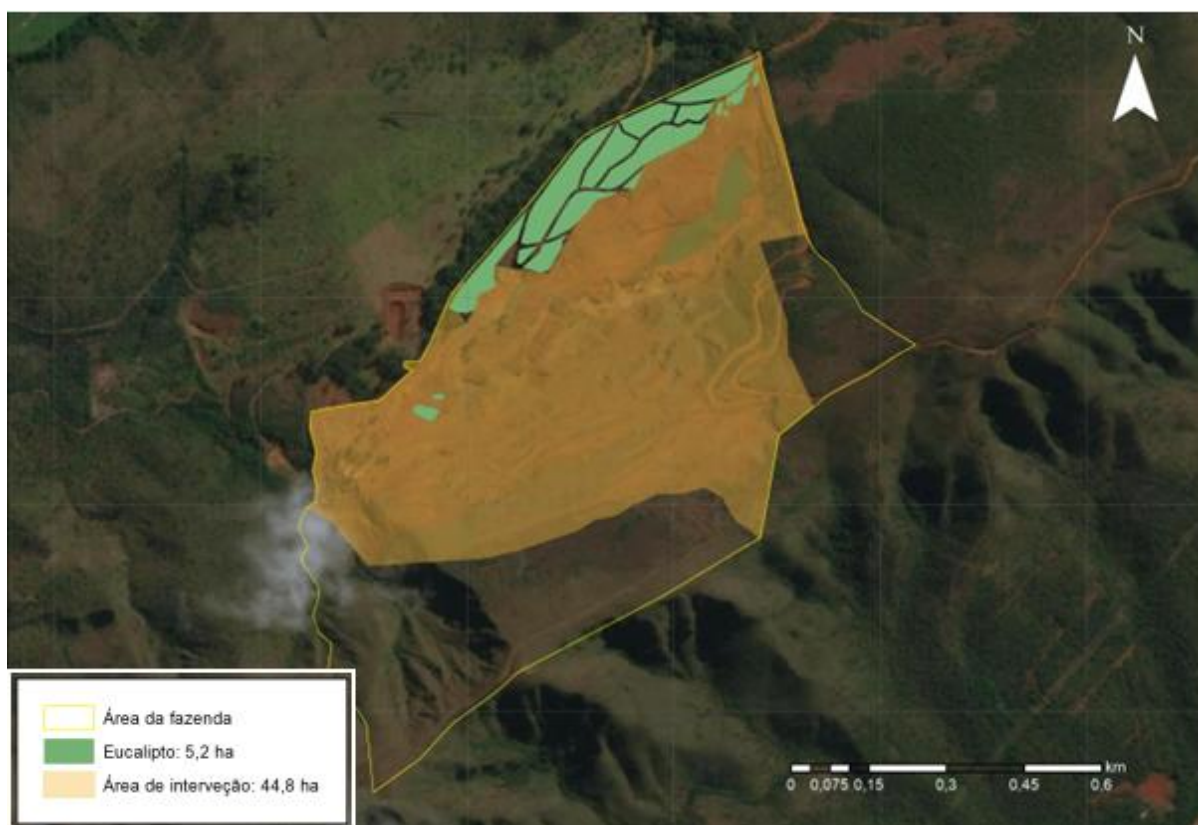 N
Área da fazenda
Eucalipto: 5,2 ha
Área de interveção: 44,8 ha
km
0 0,075 0,15 0,3 0,45 0,6